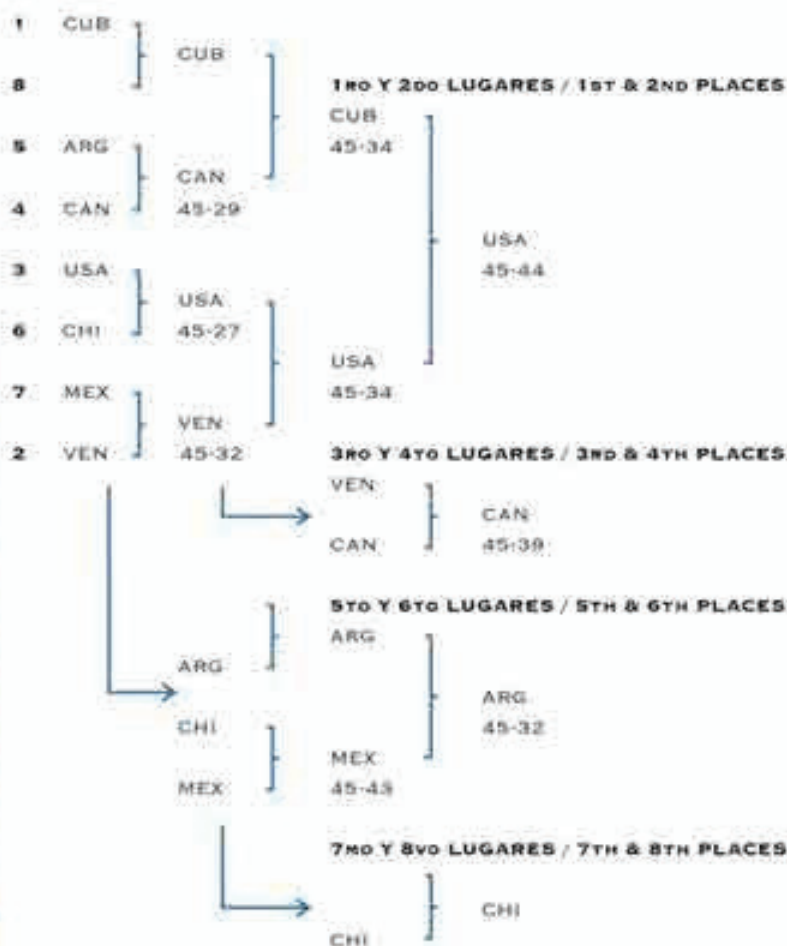 1 CUB
CUB
8 1RO Y 2DO LUGARES / 1ST & 2ND PLACES
CUB
5 ARG 45-34
CAN
4 CAN 45-29
USA
3 USA 45-44
USA
6 CHI 45-27
USA
7 MEX 45-34
VEN
2 VEN 45-32 3RO Y 4TO LUGARES / 3RD & 4TH PLACES
VEN
CAN
CAN 45-39
5TO Y 6TO LUGARES / 5TH & 6TH PLACES
ARG
ARG
ARG
CHI 45-32
MEX
MEX 45-43
7MO Y 8VO LUGARES / 7TH & 8TH PLACES
CHI
CHI